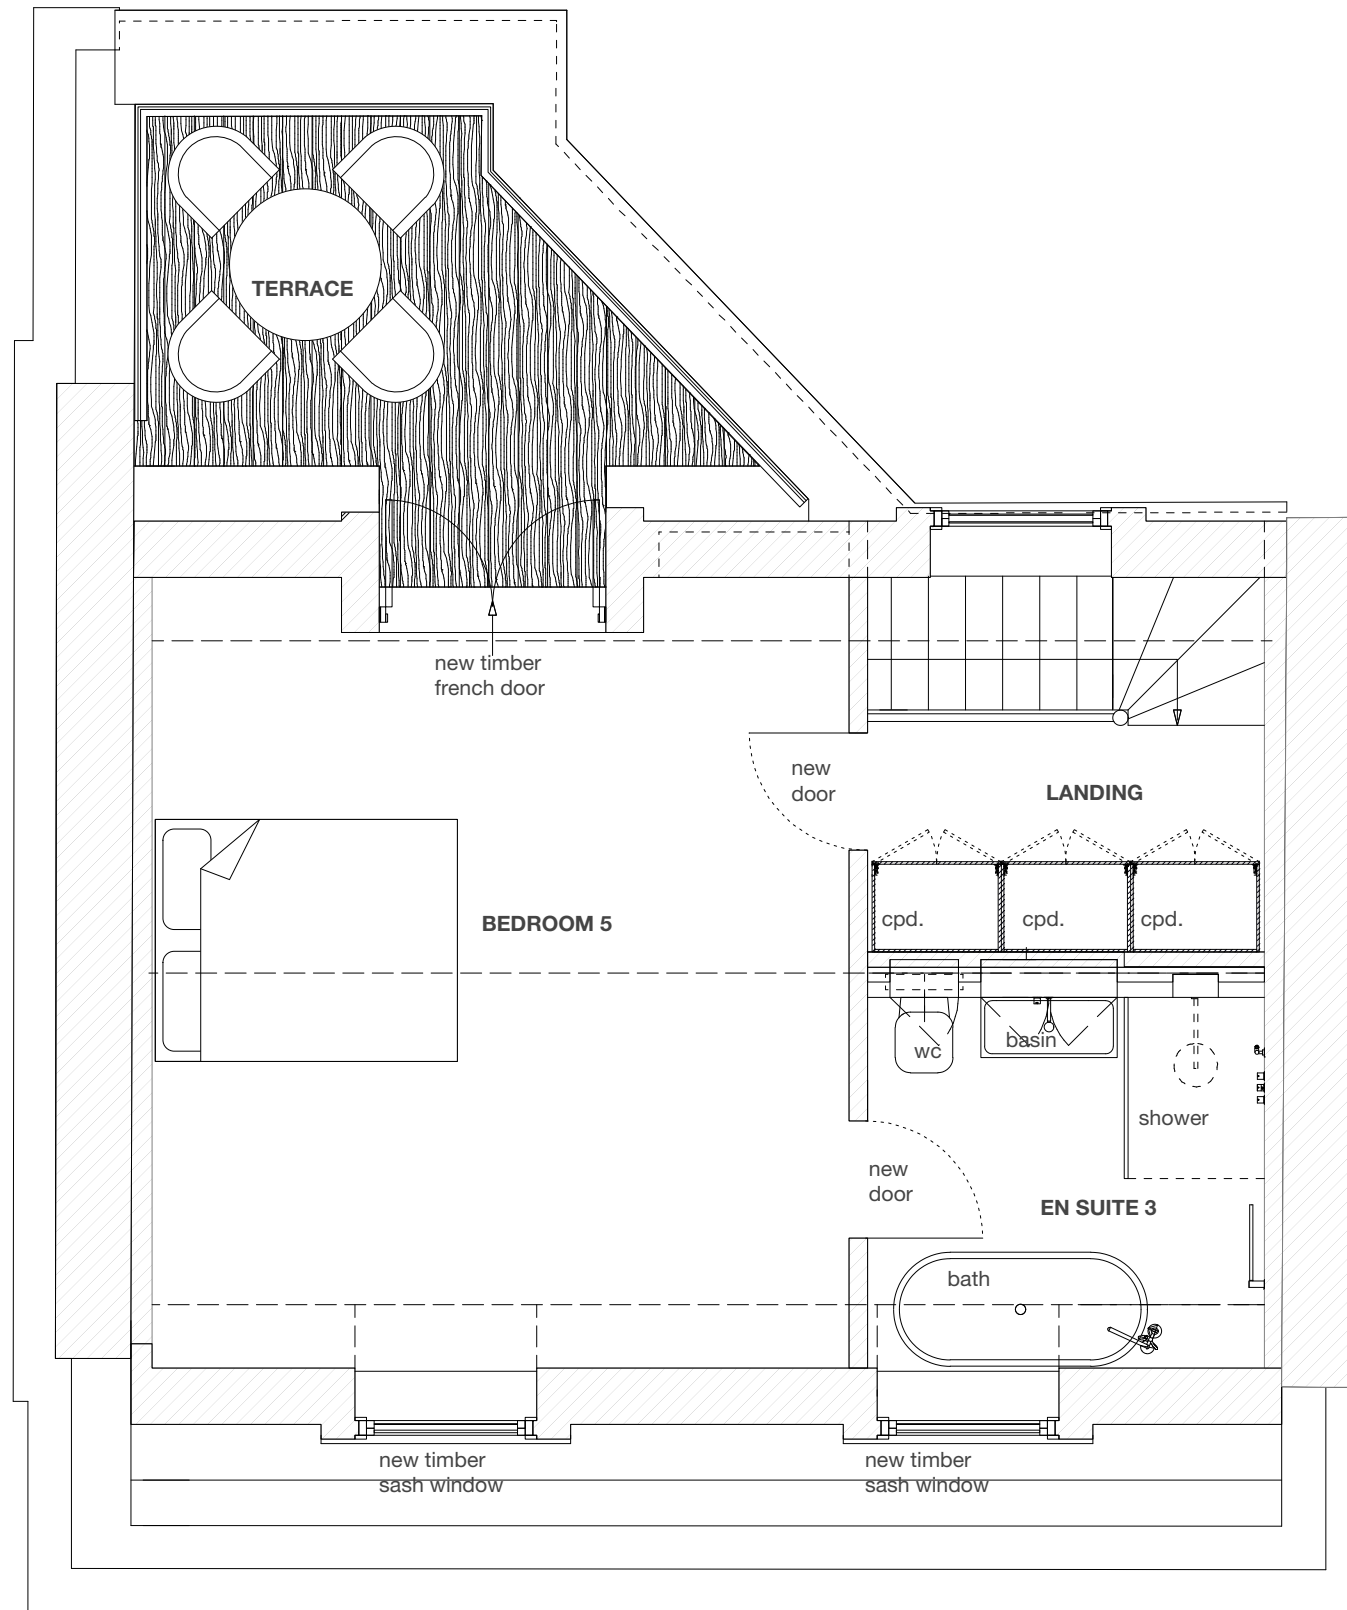 TERRACE
new timber
french door
new
door
LANDING
cpd.
cpd.
cpd.
BEDROOM 5
wc
basin
shower
new
door
EN SUITE 3
bath
new timber
sash window
new timber
sash window